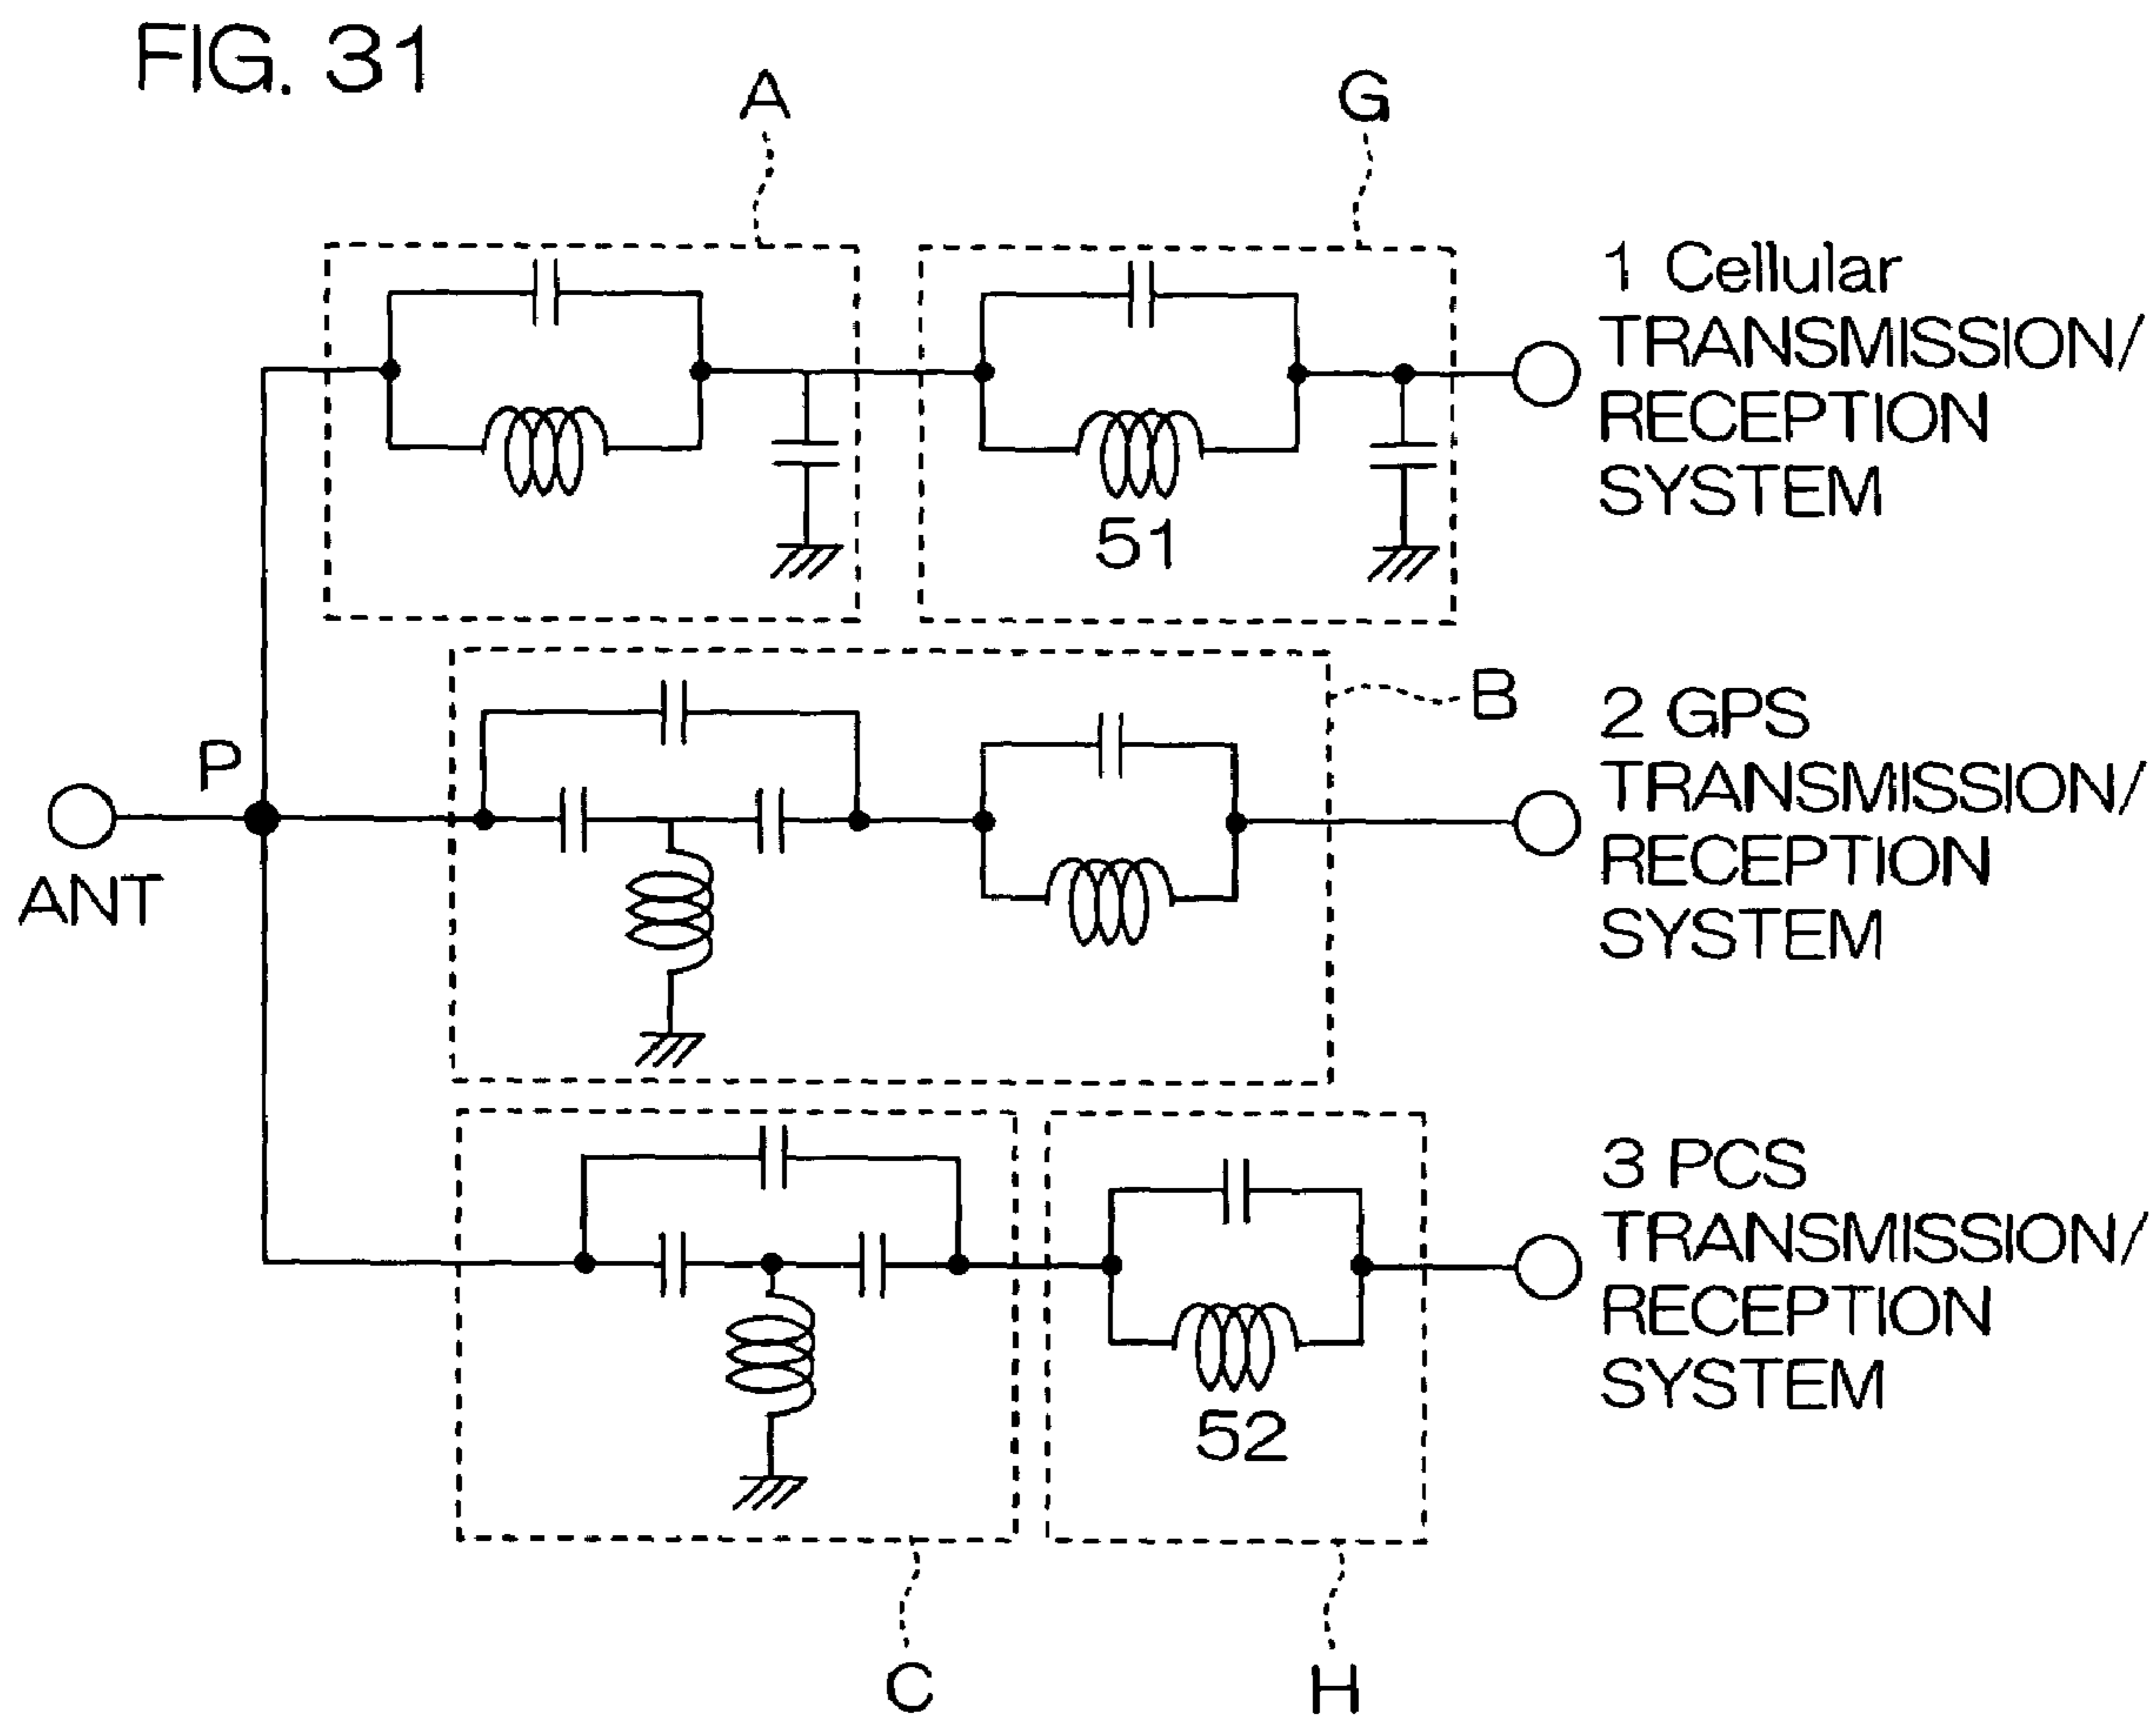 FIG. 31
A
G
1 Cellular
TRANSMISSION/
RECEPTION
SYSTEM
51
B
2 GPS
TRANSMISSION/
RECEPTION
SYSTEM
P
ANT
3 PCS
TRANSMISSION/
RECEPTION
SYSTEM
52
C
H